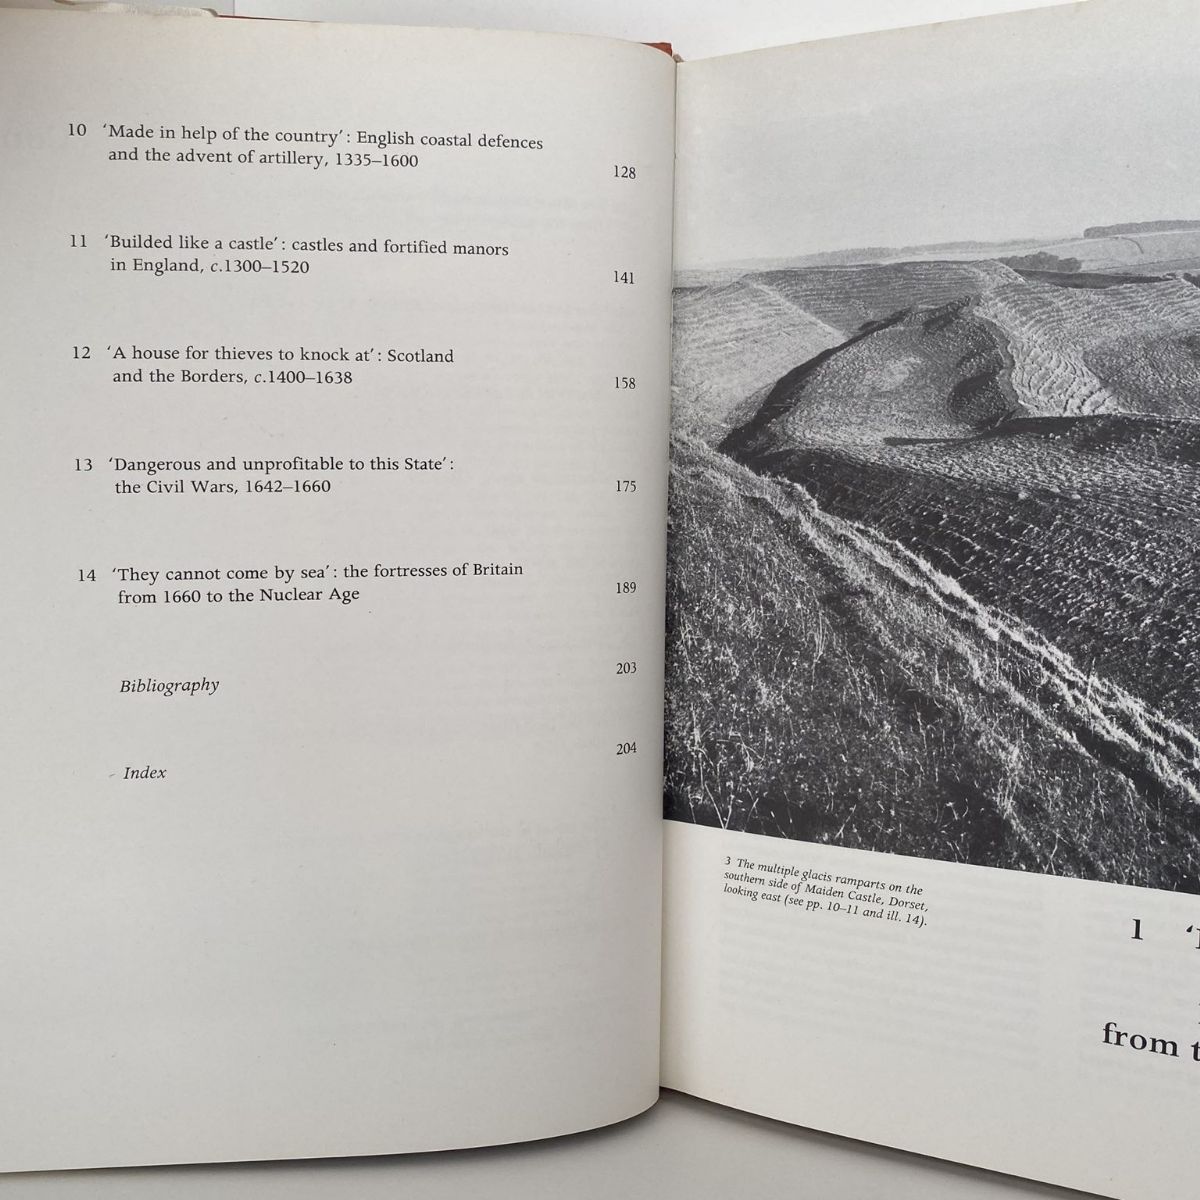 10 ‘Made in help of the country’: English coastal defences
and the advent of artillery, 1335–1600
128
11 ‘Builded like a castle’: castles and fortified manors
in England, c.1300–1520
141
12 ‘A house for thieves to knock at’: Scotland
and the Borders, c.1400–1638
158
13 ‘Dangerous and unprofitable to this State’:
the Civil Wars, 1642–1660
175
14 ‘They cannot come by sea’: the fortresses of Britain
from 1660 to the Nuclear Age
189
Bibliography
203
Index
204
3 The multiple glacis ramparts on the
southern side of Maiden Castle, Dorset,
looking east (see pp. 10–11 and ill. 14).
1
from t